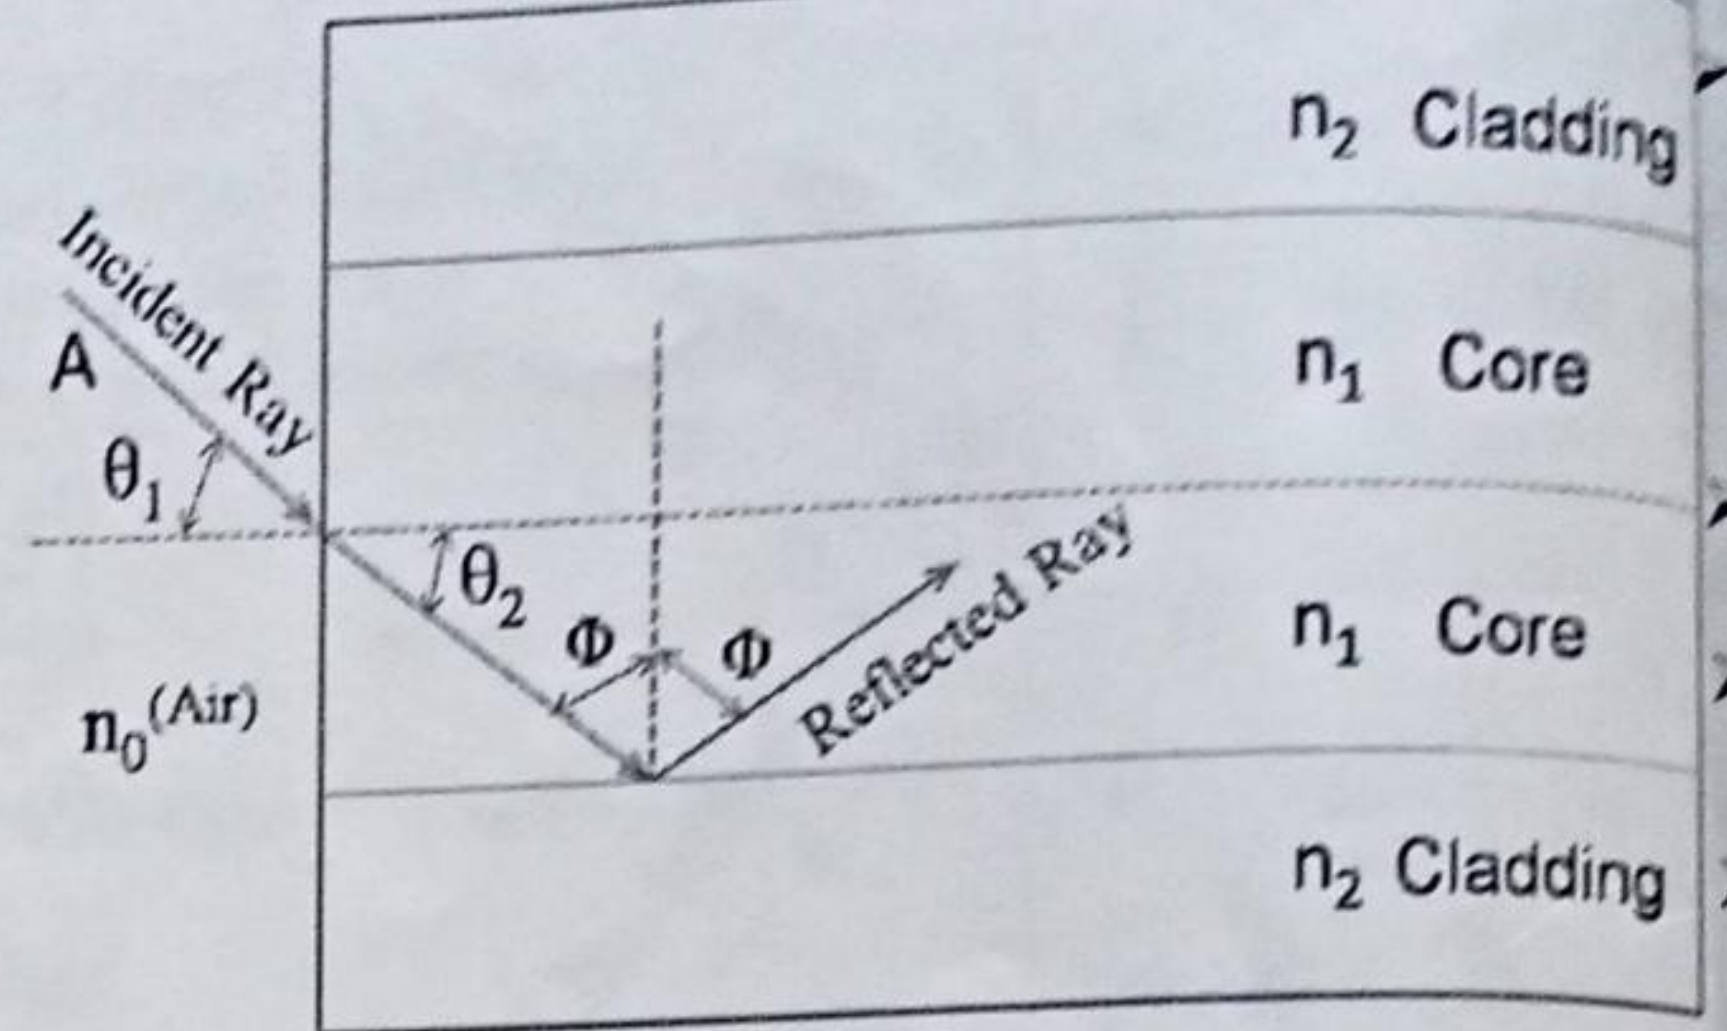 n₂ Cladding
Incident Ray
A
n₁ Core
θ₁
θ₂
Φ
Φ
Reflected Ray
n₁ Core
n₀(Air)
n₂ Cladding